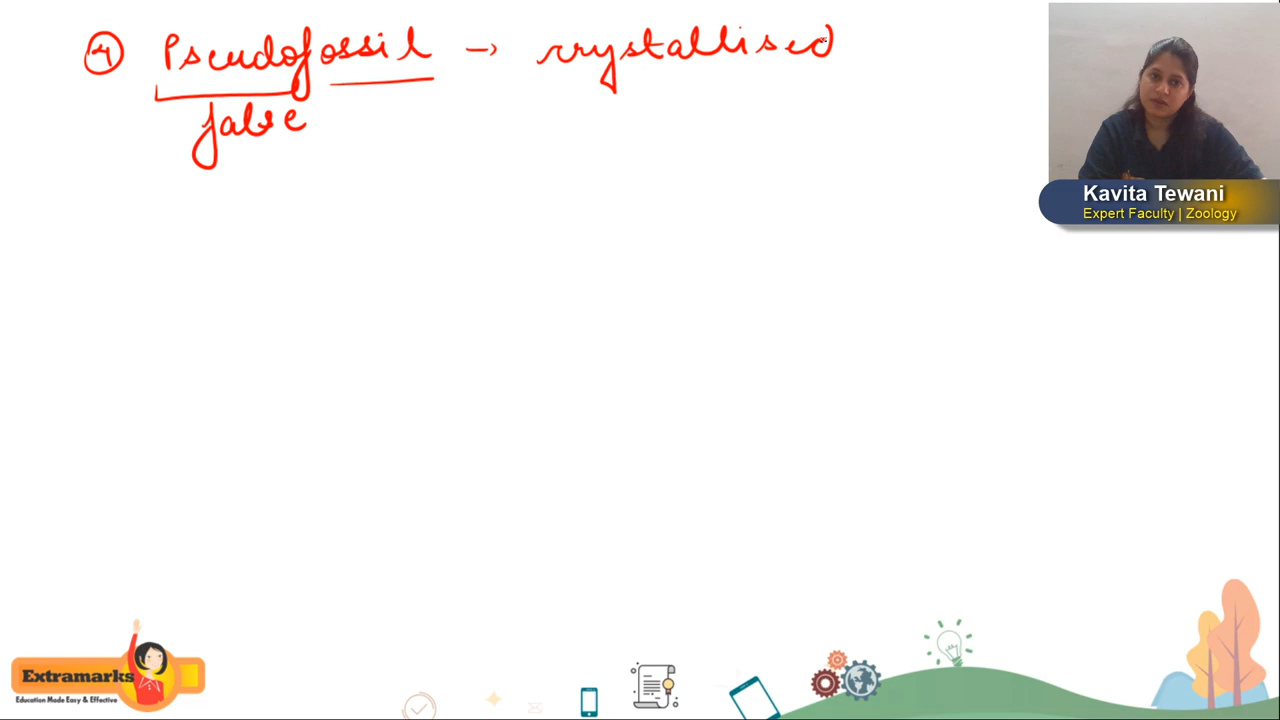 ④ Pseudofossil → crystallised
false
Kavita Tewani
Expert Faculty | Zoology
Extramarks
Education Made Easy & Effective